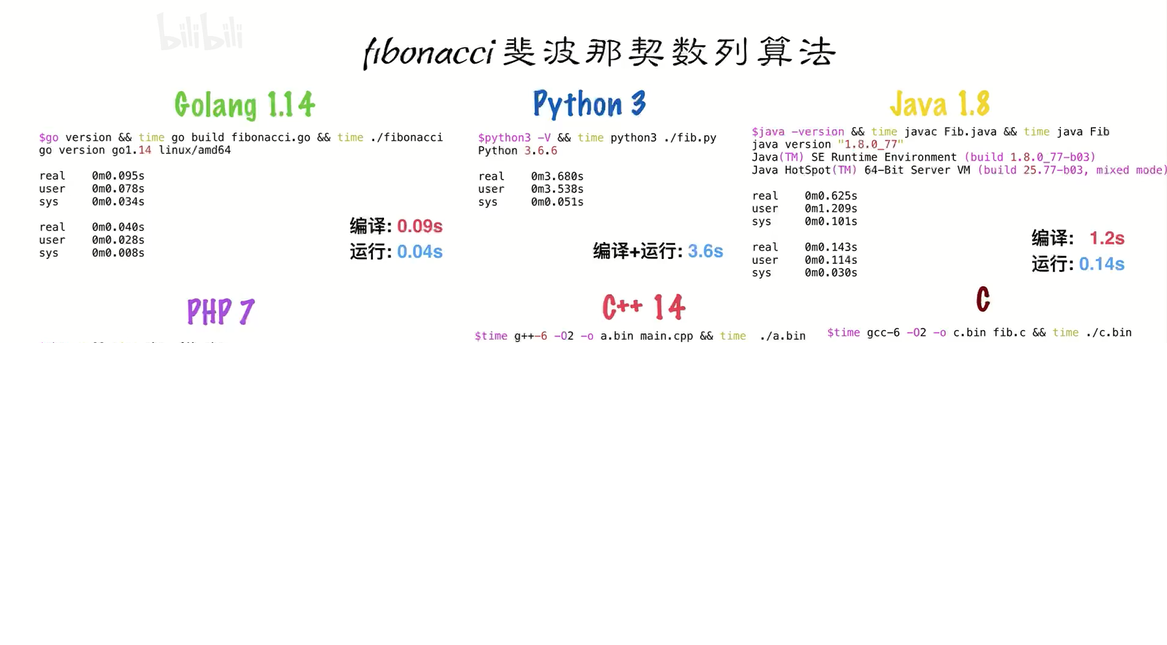 bilibili
fibonacci 斐波那契数列算法
Golang 1.14
$go version && time go build fibonacci.go && time ./fibonacci
go version go1.14 linux/amd64
real 0m0.095s
user 0m0.078s
sys 0m0.034s
real 0m0.040s
user 0m0.028s
sys 0m0.008s
编译: 0.09s
运行: 0.04s
Python 3
$python3 -V && time python3 ./fib.py
Python 3.6.6
real 0m3.680s
user 0m3.538s
sys 0m0.051s
编译+运行: 3.6s
Java 1.8
$java -version && time javac Fib.java && time java Fib
java version "1.8.0_77"
Java(TM) SE Runtime Environment (build 1.8.0_77-b03)
Java HotSpot(TM) 64-Bit Server VM (build 25.77-b03, mixed mode)
real 0m0.625s
user 0m1.209s
sys 0m0.101s
real 0m0.143s
user 0m0.114s
sys 0m0.030s
编译: 1.2s
运行: 0.14s
PHP 7
C++ 14
$time g++-6 -O2 -o a.bin main.cpp && time ./a.bin
C
$time gcc-6 -O2 -o c.bin fib.c && time ./c.bin